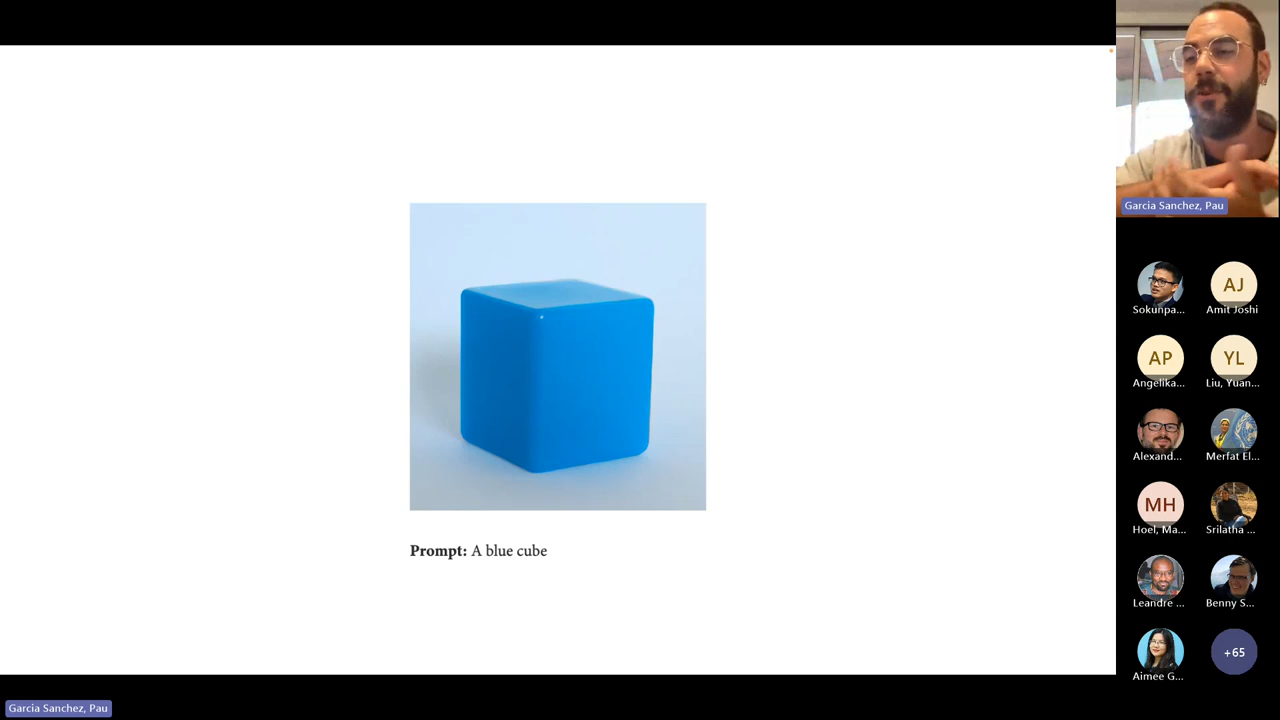 Prompt: A blue cube
Garcia Sanchez, Pau
Garcia Sanchez, Pau
Sokunpa...
AJ
Amit Joshi
AP
Angelika...
YL
Liu, Yuan...
Alexand...
Merfat El...
MH
Hoel, Ma...
Srilatha ...
Leandre ...
Benny S...
Aimee G...
+65